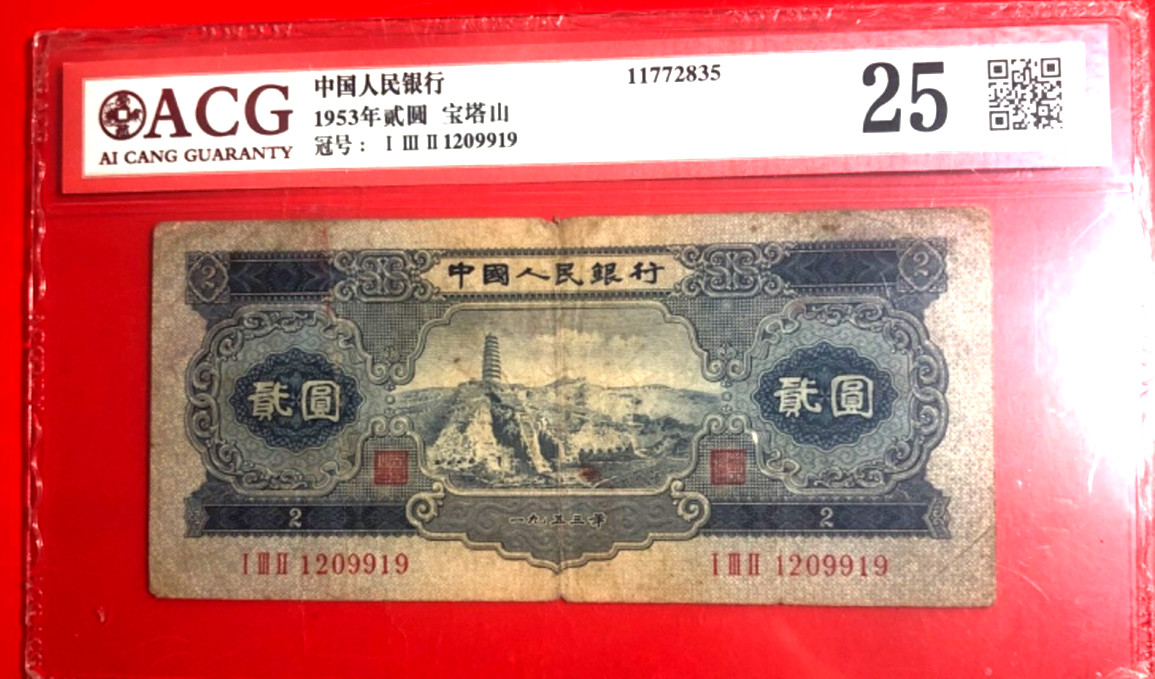 ACG
AI CANG GUARANTY
中国人民银行
1953年贰圆 宝塔山
冠号： Ⅰ Ⅲ Ⅱ 1209919
11772835
25
中國人民銀行
2
2
貳圓
貳圓
2
一九五三年
2
Ⅰ Ⅲ Ⅱ 1209919
Ⅰ Ⅲ Ⅱ 1209919